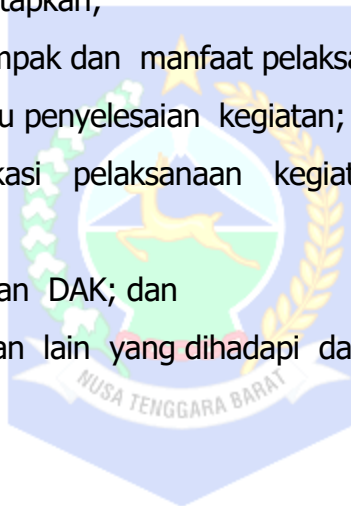 tapkan;
mpak dan manfaat pelaksa
u penyelesaian kegiatan;
kasi pelaksanaan kegiat
an DAK; dan
an lain yang dihadapi da
NUSA TENGGARA BARAT